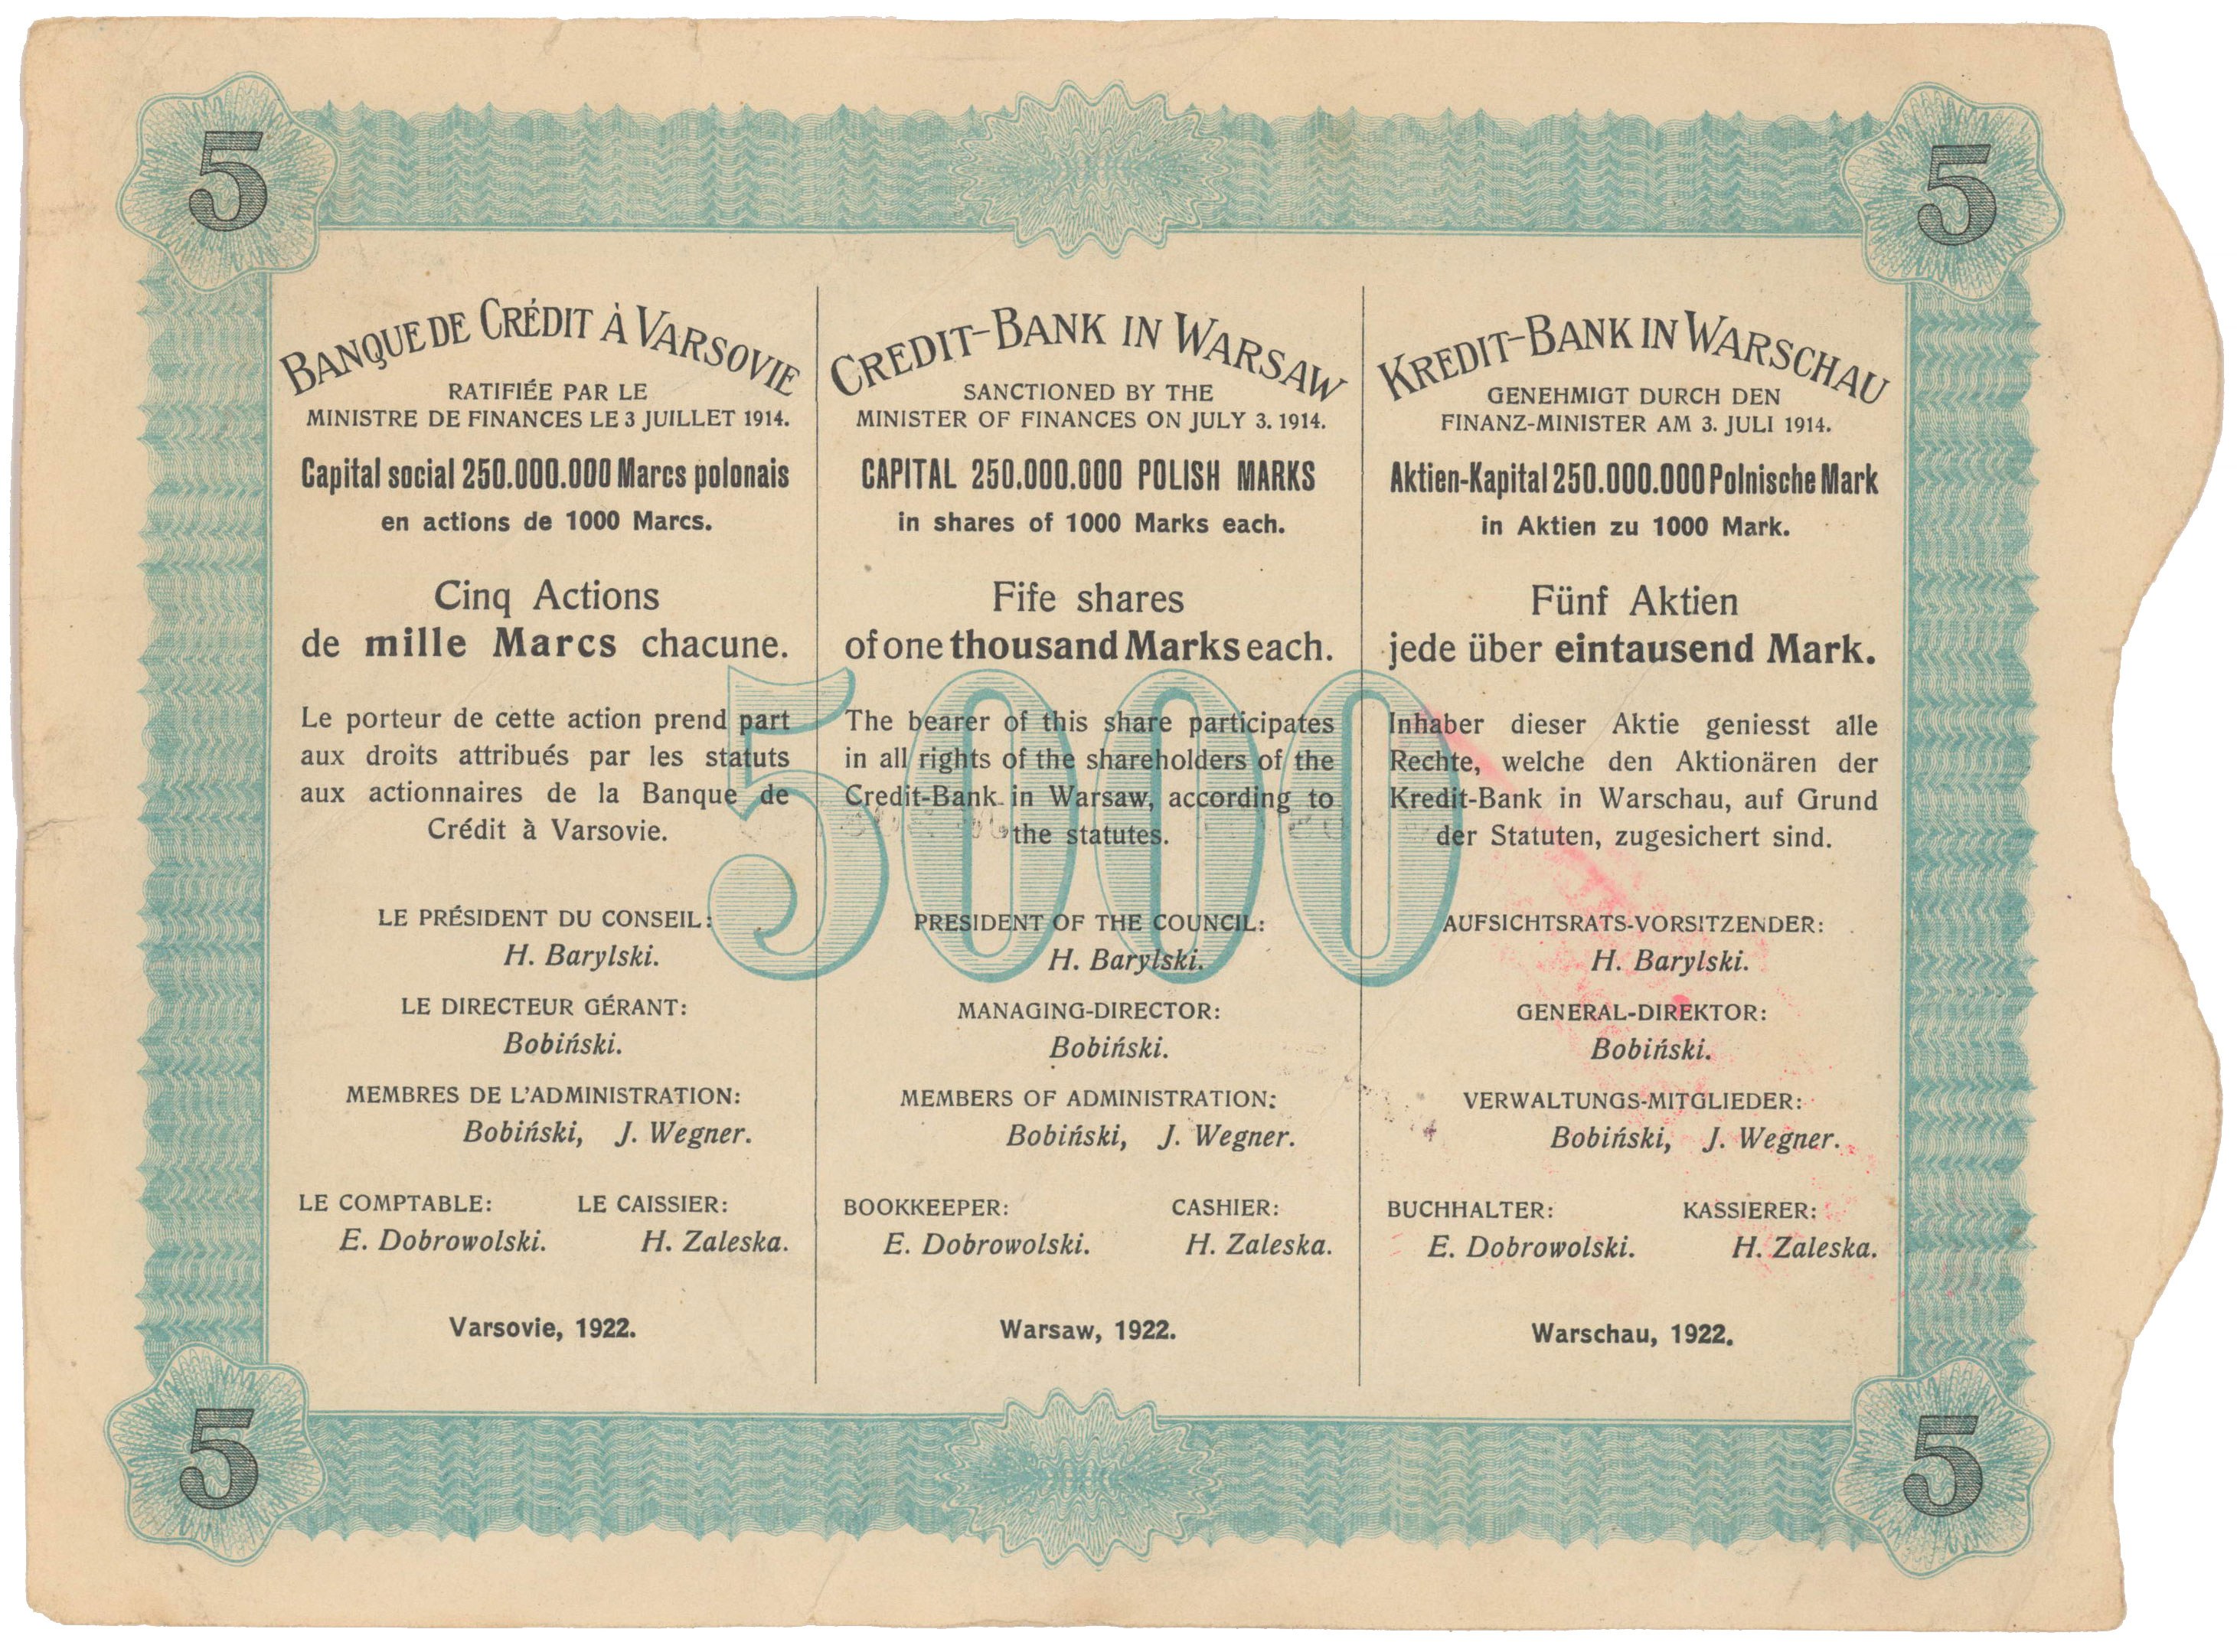 5
5
BANQUE DE CRÉDIT À VARSOVIE
RATIFIÉE PAR LE
MINISTRE DE FINANCES LE 3 JUILLET 1914.
Capital social 250.000.000 Marcs polonais
en actions de 1000 Marcs.
Cinq Actions
de mille Marcs chacune.
Le porteur de cette action prend part
aux droits attribués par les statuts
aux actionnaires de la Banque de
Crédit à Varsovie.
LE PRÉSIDENT DU CONSEIL:
H. Barylski.
LE DIRECTEUR GÉRANT:
Bobiński.
MEMBRES DE L'ADMINISTRATION:
Bobiński, J. Wegner.
LE COMPTABLE: LE CAISSIER:
E. Dobrowolski. H. Zaleska.
Varsovie, 1922.
CREDIT-BANK IN WARSAW
SANCTIONED BY THE
MINISTER OF FINANCES ON JULY 3. 1914.
CAPITAL 250.000.000 POLISH MARKS
in shares of 1000 Marks each.
Fife shares
of one thousand Marks each.
The bearer of this share participates
in all rights of the shareholders of the
Credit-Bank in Warsaw, according to
the statutes.
PRESIDENT OF THE COUNCIL:
H. Barylski.
MANAGING-DIRECTOR:
Bobiński.
MEMBERS OF ADMINISTRATION:
Bobiński, J. Wegner.
BOOKKEEPER: CASHIER:
E. Dobrowolski. H. Zaleska.
Warsaw, 1922.
KREDIT-BANK IN WARSCHAU
GENEHMIGT DURCH DEN
FINANZ-MINISTER AM 3. JULI 1914.
Aktien-Kapital 250.000.000 Polnische Mark
in Aktien zu 1000 Mark.
Fünf Aktien
jede über eintausend Mark.
Inhaber dieser Aktie geniesst alle
Rechte, welche den Aktionären der
Kredit-Bank in Warschau, auf Grund
der Statuten, zugesichert sind.
AUFSICHTSRATS-VORSITZENDER:
H. Barylski.
GENERAL-DIREKTOR:
Bobiński.
VERWALTUNGS-MITGLIEDER:
Bobiński, J. Wegner.
BUCHHALTER: KASSIERER:
E. Dobrowolski. H. Zaleska.
Warschau, 1922.
5000
5
5